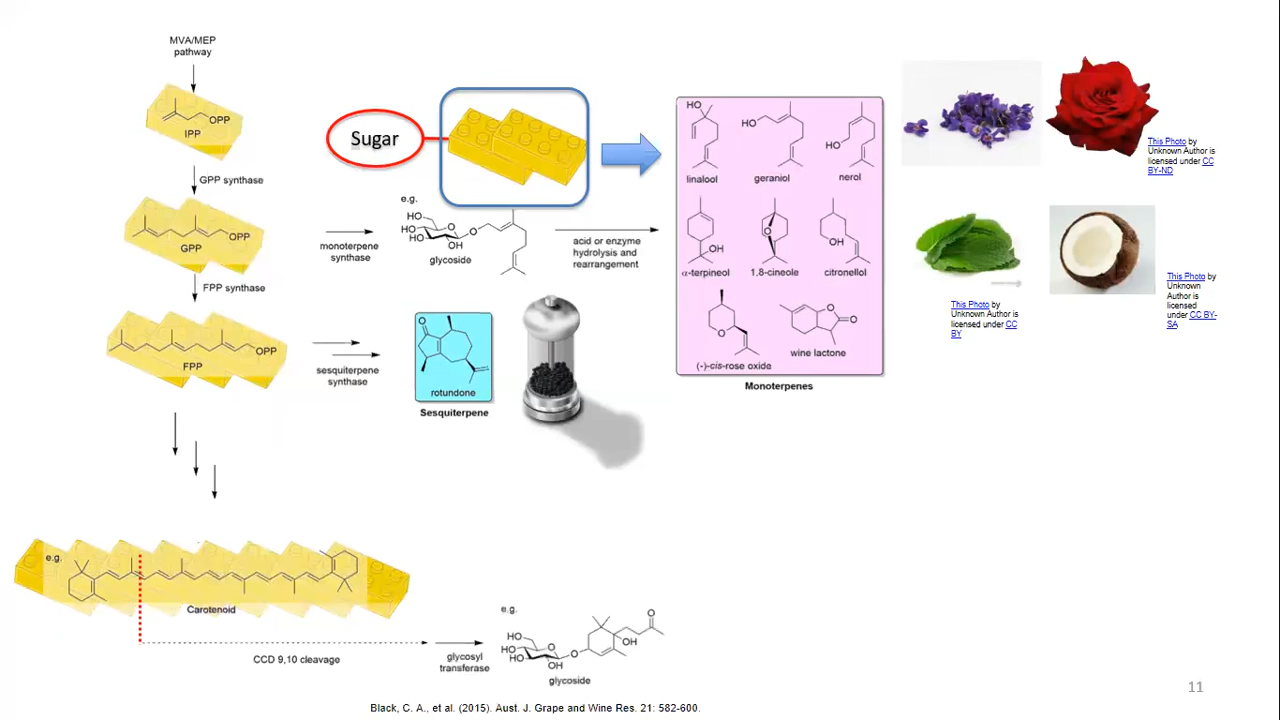 MVA/MEP
pathway
OPP
IPP
GPP synthase
OPP
GPP
FPP synthase
OPP
FPP
Sugar
e.g.
HO
HO
HO
O
OH
O
glycoside
monoterpene
synthase
acid or enzyme
hydrolysis and
rearrangement
sesquiterpene
synthase
O
rotundone
Sesquiterpene
HO
linalool
HO
geraniol
HO
nerol
OH
α-terpineol
O
1,8-cineole
OH
citronellol
O
(-)-cis-rose oxide
O
O
wine lactone
Monoterpenes
This Photo by
Unknown Author is
licensed under CC
BY-ND
This Photo by
Unknown Author is
licensed under CC
BY
This Photo by
Unknown
Author is
licensed
under CC BY-
SA
e.g.
Carotenoid
CCD 9,10 cleavage
glycosyl
transferase
e.g.
HO
HO
HO
O
OH
O
OH
O
glycoside
Black, C. A., et al. (2015). Aust. J. Grape and Wine Res. 21: 582-600.
11